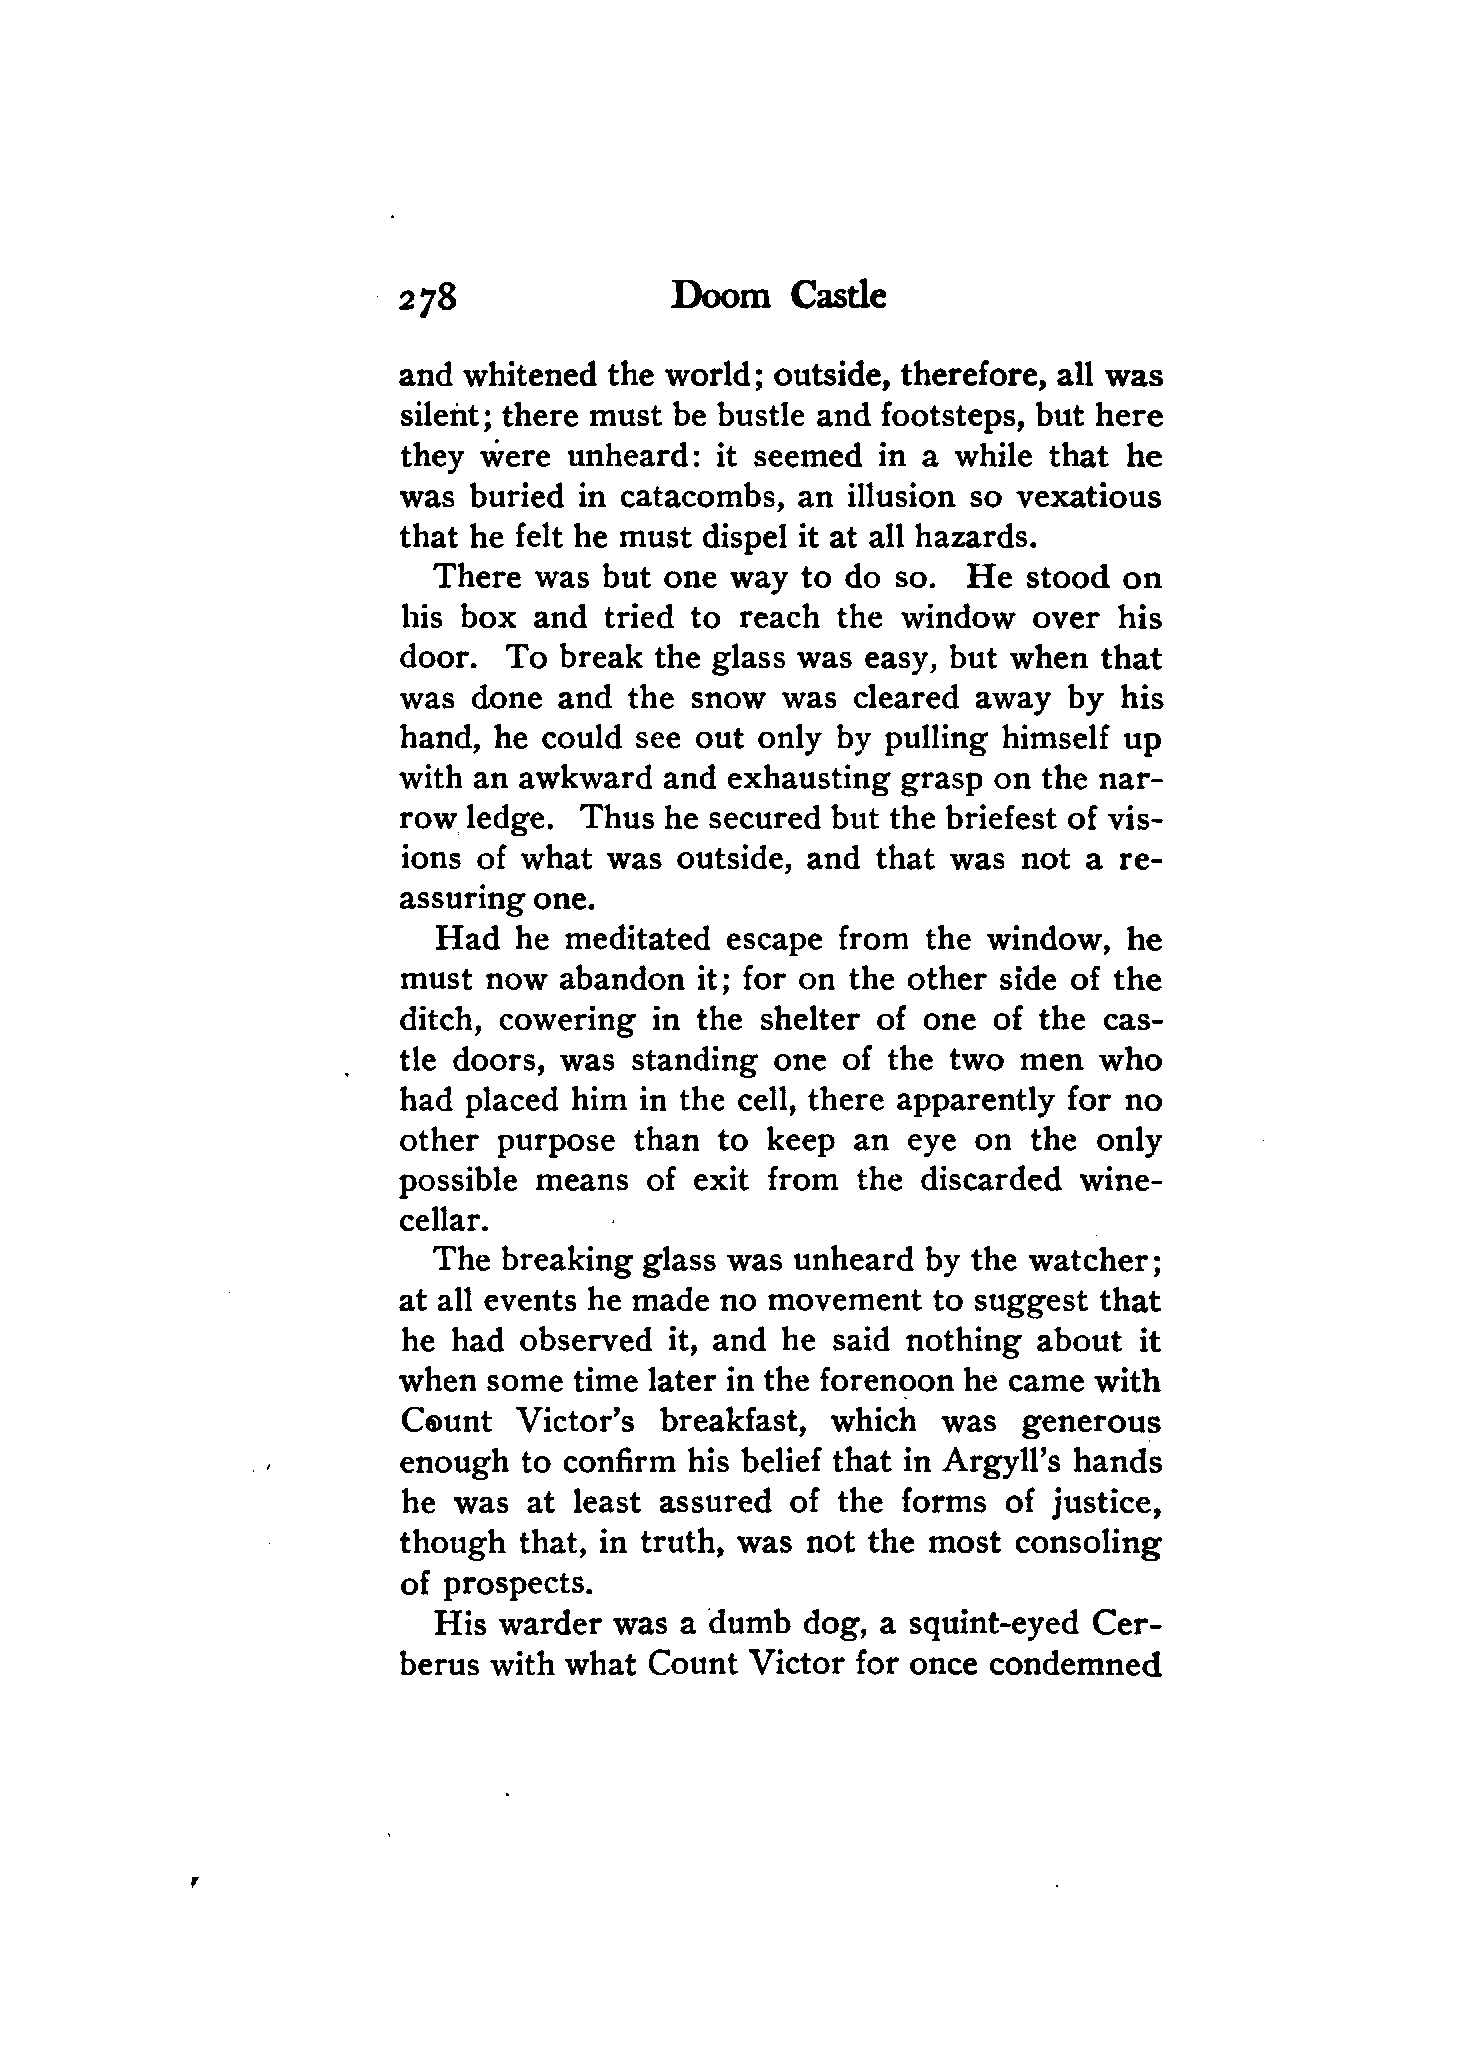 278 Doom Castle
and whitened the world; outside, therefore, all was
silent; there must be bustle and footsteps, but here
they were unheard: it seemed in a while that he
was buried in catacombs, an illusion so vexatious
that he felt he must dispel it at all hazards.
There was but one way to do so. He stood on
his box and tried to reach the window over his
door. To break the glass was easy, but when that
was done and the snow was cleared away by his
hand, he could see out only by pulling himself up
with an awkward and exhausting grasp on the nar-
row ledge. Thus he secured but the briefest of vis-
ions of what was outside, and that was not a re-
assuring one.
Had he meditated escape from the window, he
must now abandon it; for on the other side of the
ditch, cowering in the shelter of one of the cas-
tle doors, was standing one of the two men who
had placed him in the cell, there apparently for no
other purpose than to keep an eye on the only
possible means of exit from the discarded wine-
cellar.
The breaking glass was unheard by the watcher;
at all events he made no movement to suggest that
he had observed it, and he said nothing about it
when some time later in the forenoon he came with
Count Victor's breakfast, which was generous
enough to confirm his belief that in Argyll's hands
he was at least assured of the forms of justice,
though that, in truth, was not the most consoling
of prospects.
His warder was a dumb dog, a squint-eyed Cer-
berus with what Count Victor for once condemned